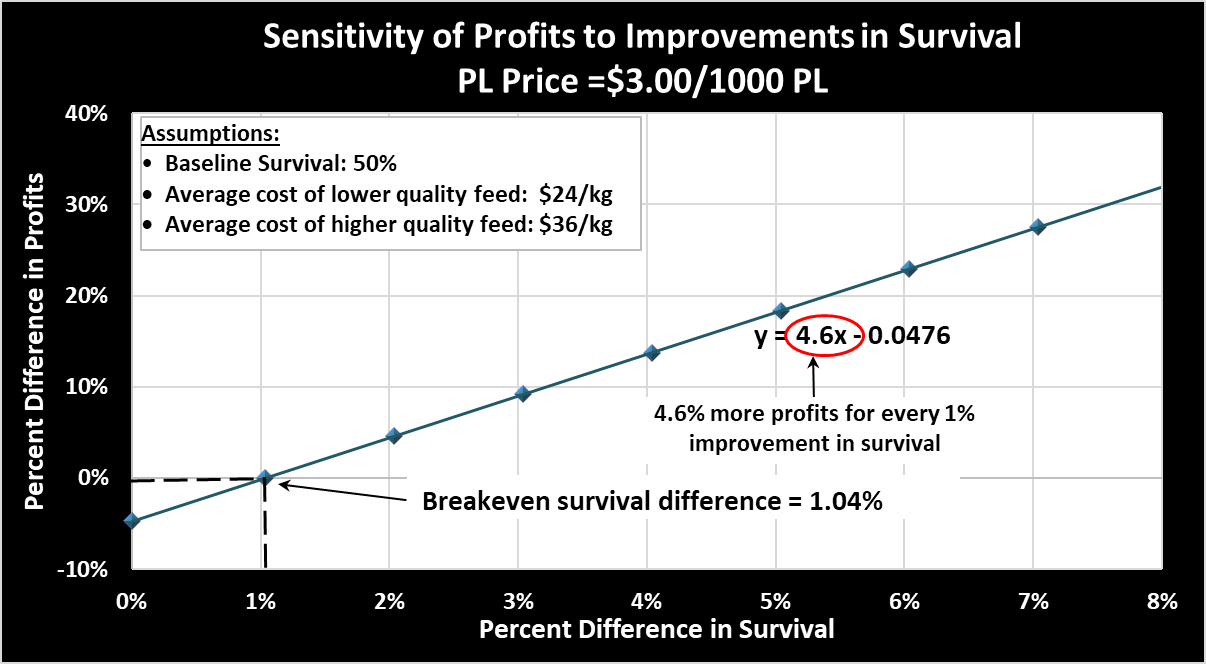 Sensitivity of Profits to Improvements in Survival
PL Price =$3.00/1000 PL
Percent Difference in Profits
40%
30%
20%
10%
0%
-10%
Assumptions:
• Baseline Survival: 50%
• Average cost of lower quality feed: $24/kg
• Average cost of higher quality feed: $36/kg
y = 4.6x - 0.0476
4.6% more profits for every 1%
improvement in survival
Breakeven survival difference = 1.04%
0% 1% 2% 3% 4% 5% 6% 7% 8%
Percent Difference in Survival